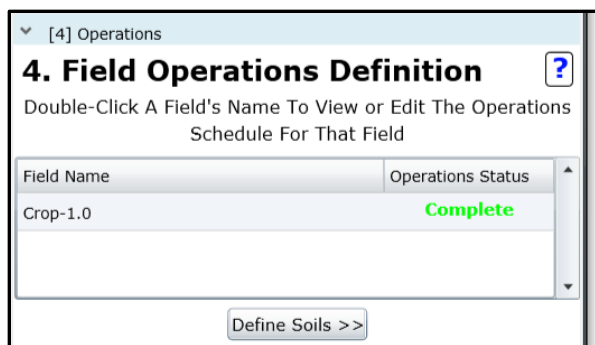 [4] Operations
4. Field Operations Definition
?
Double-Click A Field's Name To View or Edit The Operations
Schedule For That Field
Field Name Operations Status
Crop-1.0 Complete
Define Soils >>